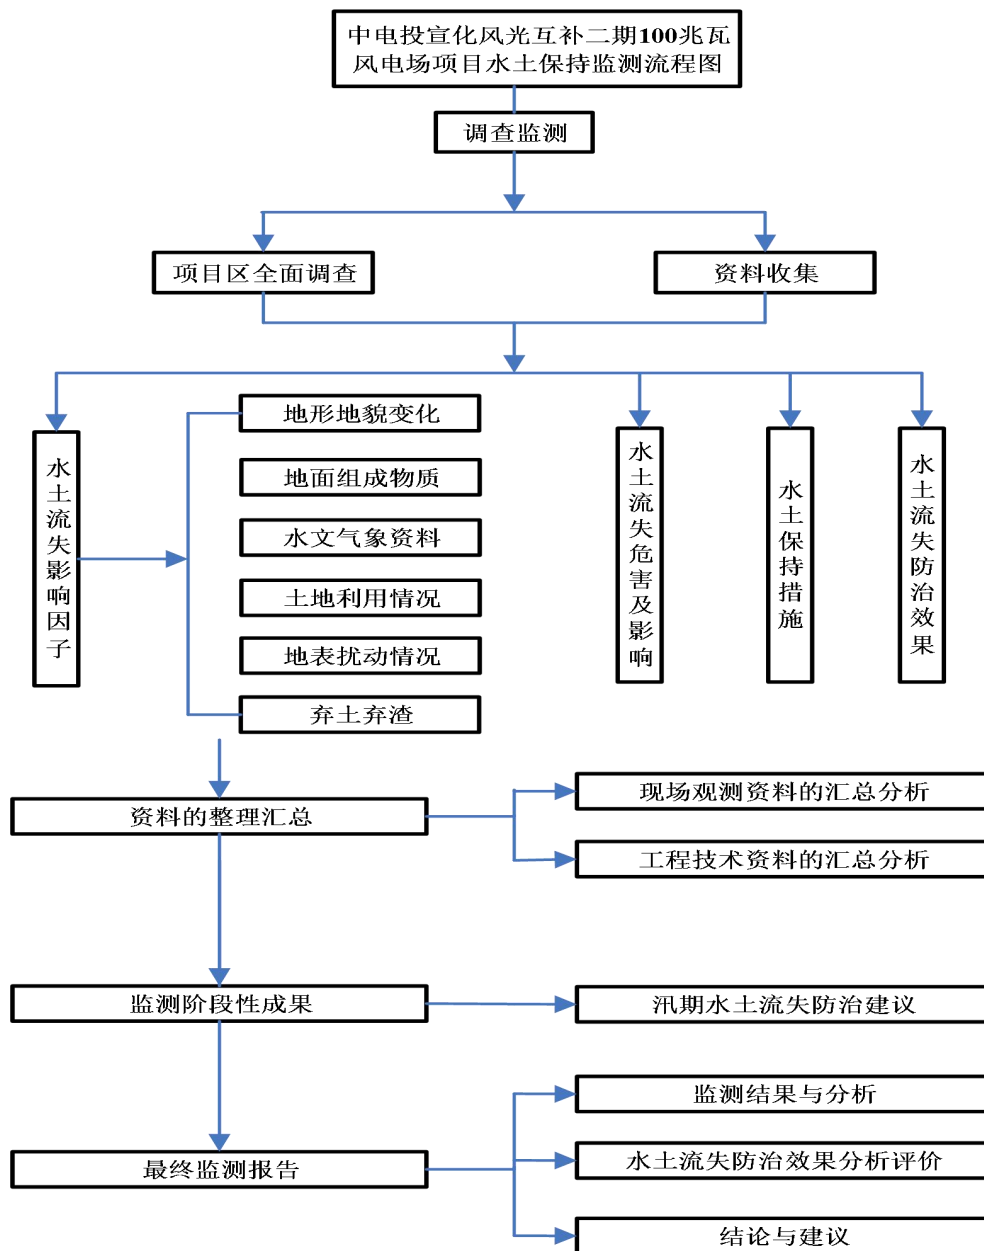 中电投宣化风光互补二期100兆瓦
风电场项目水土保持监测流程图
调查监测
项目区全面调查
资料收集
水土流失影响因子
地形地貌变化
地面组成物质
水文气象资料
土地利用情况
地表扰动情况
弃土弃渣
水土流失危害及影响
水土保持措施
水土流失防治效果
资料的整理汇总
现场观测资料的汇总分析
工程技术资料的汇总分析
监测阶段性成果
汛期水土流失防治建议
最终监测报告
监测结果与分析
水土流失防治效果分析评价
结论与建议